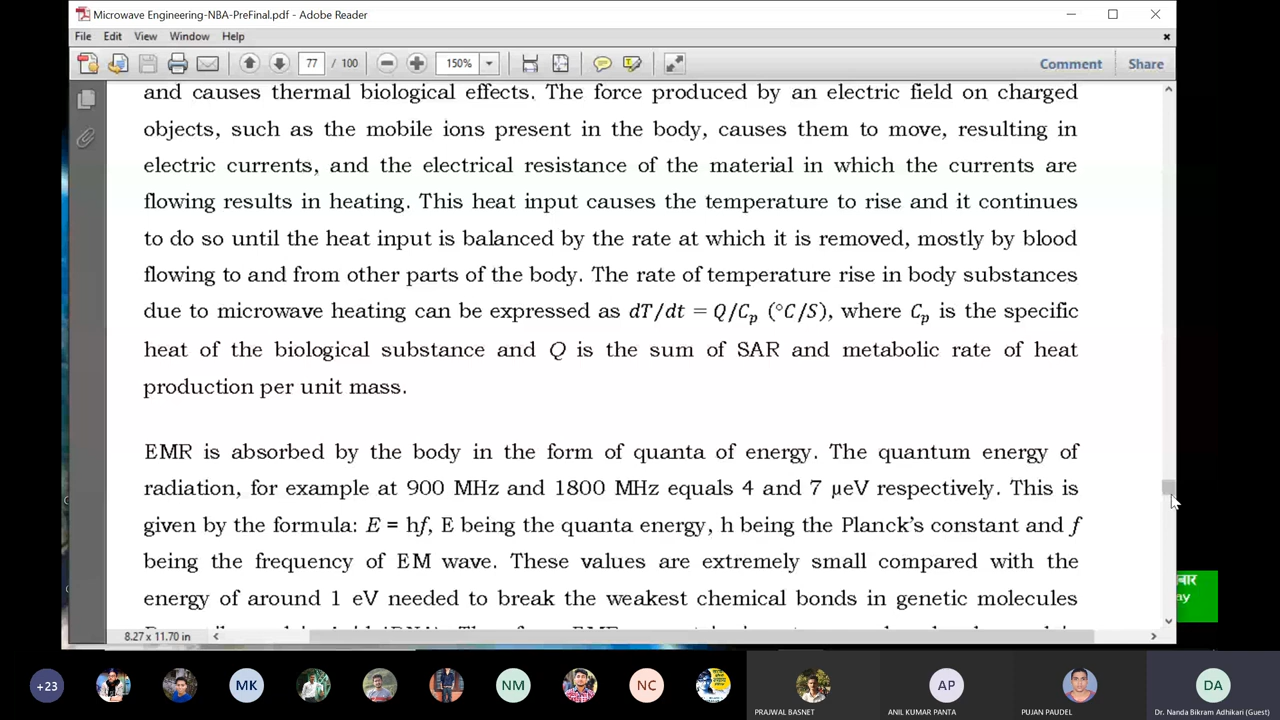 Microwave Engineering-NBA-PreFinal.pdf - Adobe Reader
File Edit View Window Help
77 / 100 150% Comment Share
and causes thermal biological effects. The force produced by an electric field on charged
objects, such as the mobile ions present in the body, causes them to move, resulting in
electric currents, and the electrical resistance of the material in which the currents are
flowing results in heating. This heat input causes the temperature to rise and it continues
to do so until the heat input is balanced by the rate at which it is removed, mostly by blood
flowing to and from other parts of the body. The rate of temperature rise in body substances
due to microwave heating can be expressed as dT/dt = Q/Cp (°C/S), where Cp is the specific
heat of the biological substance and Q is the sum of SAR and metabolic rate of heat
production per unit mass.
EMR is absorbed by the body in the form of quanta of energy. The quantum energy of
radiation, for example at 900 MHz and 1800 MHz equals 4 and 7 µeV respectively. This is
given by the formula: E = hf, E being the quanta energy, h being the Planck's constant and f
being the frequency of EM wave. These values are extremely small compared with the
energy of around 1 eV needed to break the weakest chemical bonds in genetic molecules
8.27 x 11.70 in
बार
ay
+23 MK NM NC AP DA
PRAJWAL BASNET ANIL KUMAR PANTA PUJAN PAUDEL Dr. Nanda Bikram Adhikari (Guest)